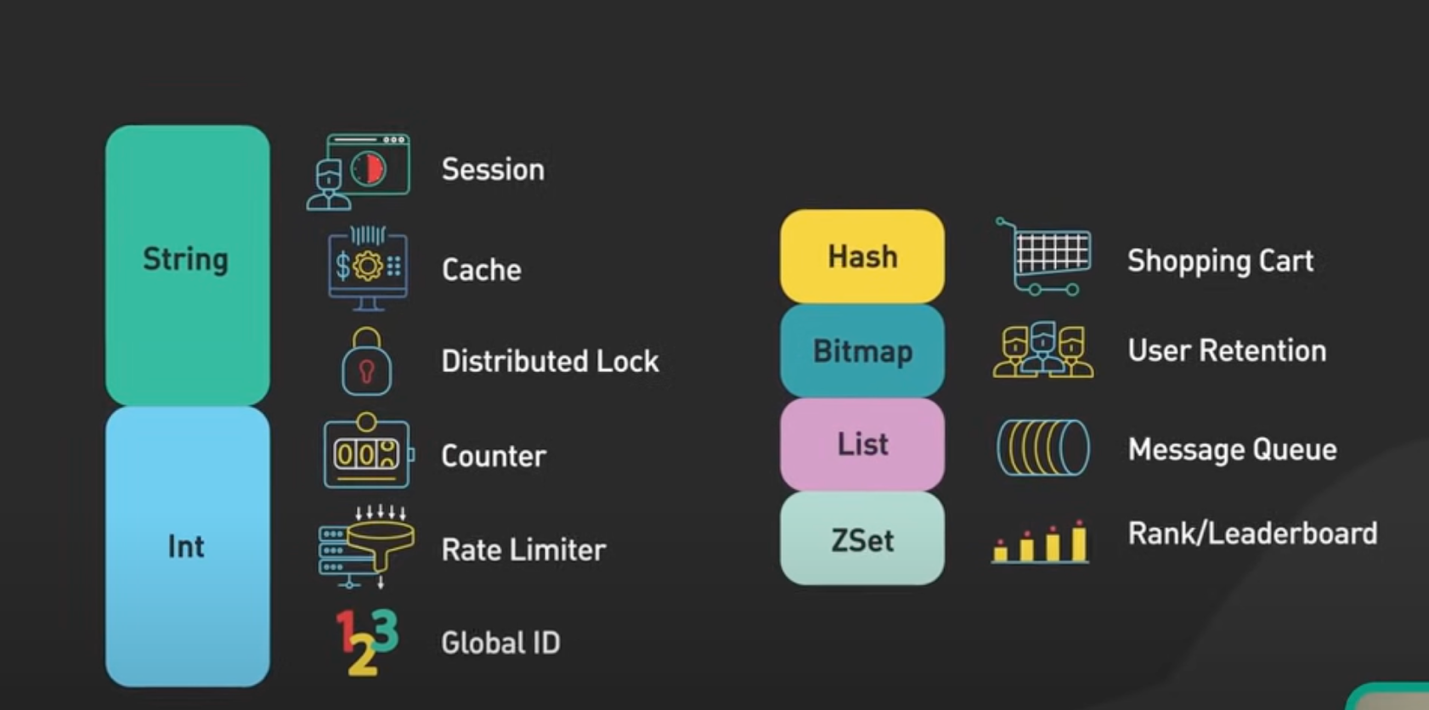 String
Session
Cache
Distributed Lock
Int
Counter
Rate Limiter
Global ID
Hash
Shopping Cart
Bitmap
User Retention
List
Message Queue
ZSet
Rank/Leaderboard